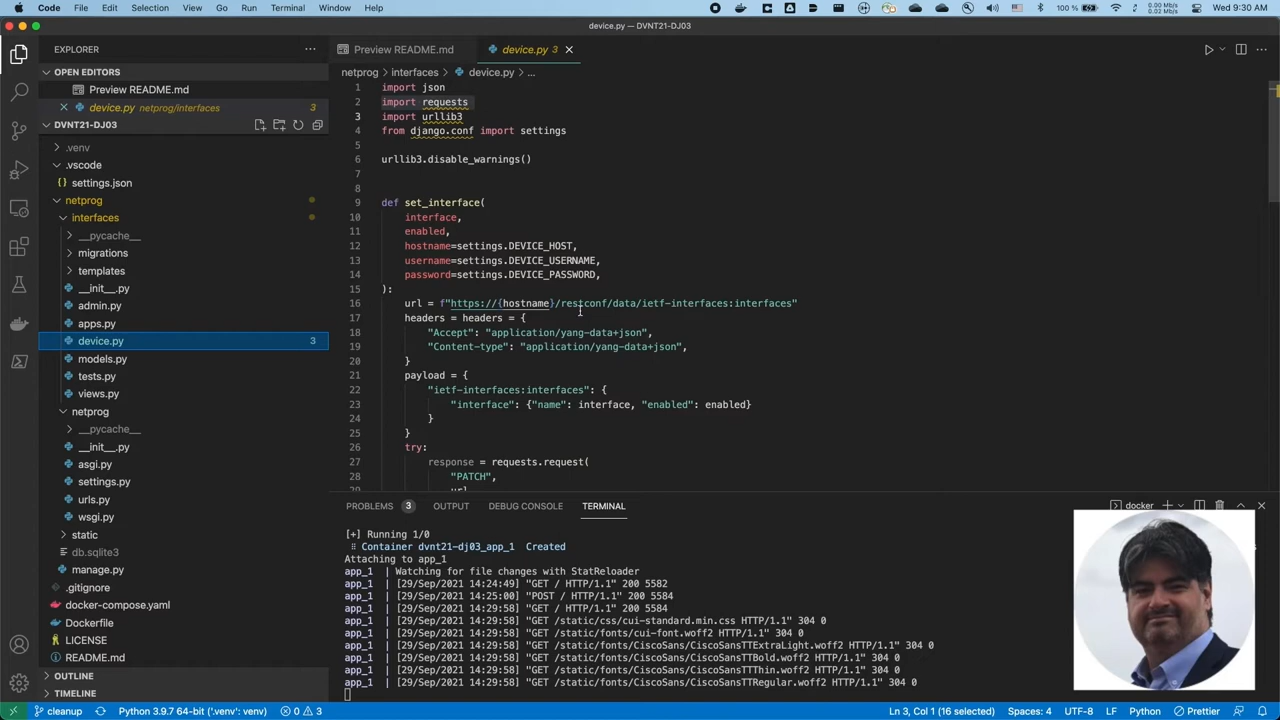 Code File Edit Selection View Go Run Terminal Window Help
100 % Wed 9:30 AM
device.py — DVNT21-DJ03
EXPLORER
OPEN EDITORS
Preview README.md
device.py netprog/interfaces 3
DVNT21-DJ03
.venv
.vscode
settings.json
netprog
interfaces
__pycache__
migrations
templates
__init__.py
admin.py
apps.py
device.py 3
models.py
tests.py
views.py
netprog
__pycache__
__init__.py
asgi.py
settings.py
urls.py
wsgi.py
static
db.sqlite3
manage.py
.gitignore
docker-compose.yaml
Dockerfile
LICENSE
README.md
OUTLINE
TIMELINE
Preview README.md device.py 3
netprog > interfaces > device.py > ...
1 import json
2 import requests
3 import urllib3
4 from django.conf import settings
5
6 urllib3.disable_warnings()
7
8
9 def set_interface(
10 interface,
11 enabled,
12 hostname=settings.DEVICE_HOST,
13 username=settings.DEVICE_USERNAME,
14 password=settings.DEVICE_PASSWORD,
15 ):
16 url = f"https://{hostname}/restconf/data/ietf-interfaces:interfaces"
17 headers = headers = {
18 "Accept": "application/yang-data+json",
19 "Content-type": "application/yang-data+json",
20 }
21 payload = {
22 "ietf-interfaces:interfaces": {
23 "interface": {"name": interface, "enabled": enabled}
24 }
25 }
26 try:
27 response = requests.request(
28 "PATCH",
29 url
PROBLEMS 3 OUTPUT DEBUG CONSOLE TERMINAL docker
[+] Running 1/0
Container dvnt21-dj03_app_1 Created
Attaching to app_1
app_1 | Watching for file changes with StatReloader
app_1 | [29/Sep/2021 14:24:49] "GET / HTTP/1.1" 200 5582
app_1 | [29/Sep/2021 14:25:00] "POST / HTTP/1.1" 200 5584
app_1 | [29/Sep/2021 14:29:58] "GET / HTTP/1.1" 200 5584
app_1 | [29/Sep/2021 14:29:58] "GET /static/css/cui-standard.min.css HTTP/1.1" 304 0
app_1 | [29/Sep/2021 14:29:58] "GET /static/fonts/cui-font.woff2 HTTP/1.1" 304 0
app_1 | [29/Sep/2021 14:29:58] "GET /static/fonts/CiscoSans/CiscoSansTTExtraLight.woff2 HTTP/1.1" 304 0
app_1 | [29/Sep/2021 14:29:58] "GET /static/fonts/CiscoSans/CiscoSansTTBold.woff2 HTTP/1.1" 304 0
app_1 | [29/Sep/2021 14:29:58] "GET /static/fonts/CiscoSans/CiscoSansTTThin.woff2 HTTP/1.1" 304 0
app_1 | [29/Sep/2021 14:29:58] "GET /static/fonts/CiscoSans/CiscoSansTTRegular.woff2 HTTP/1.1" 304 0
cleanup Python 3.9.7 64-bit ('.venv': venv) 0 3 Ln 3, Col 1 (16 selected) Spaces: 4 UTF-8 LF Python Prettier